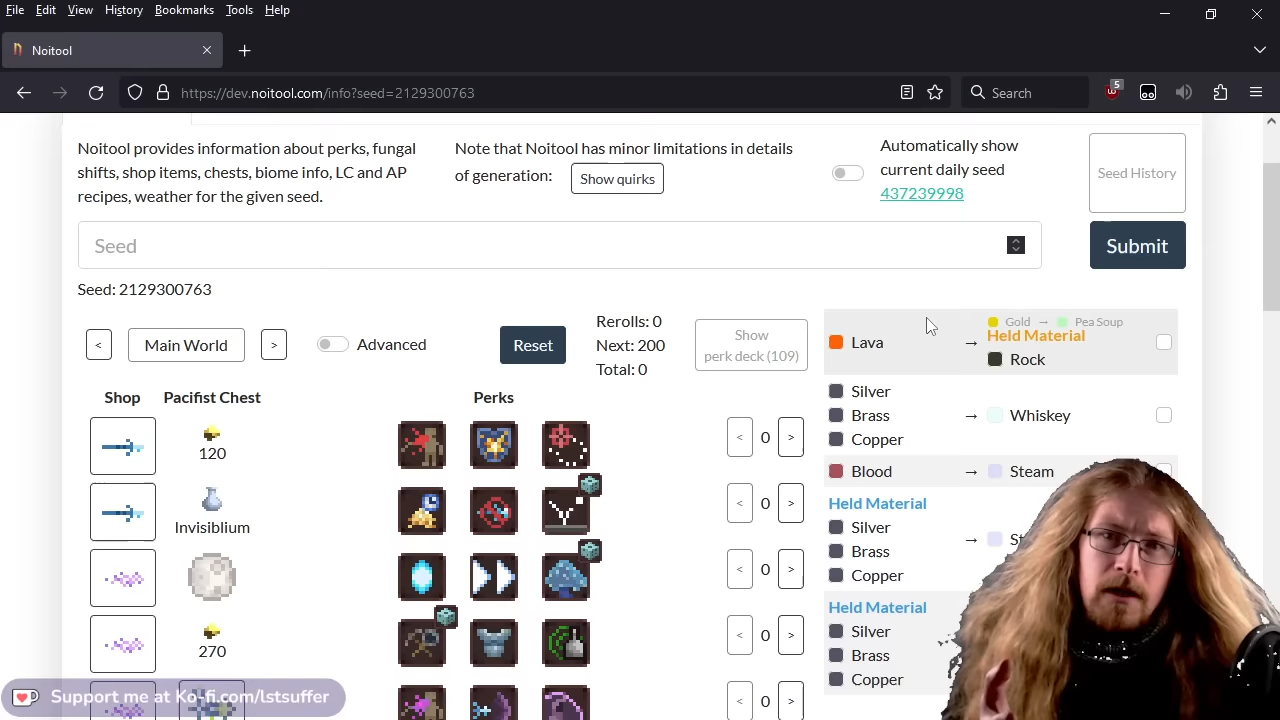 File Edit View History Bookmarks Tools Help
Noitool
https://dev.noitool.com/info?seed=2129300763
Search
5
Noitool provides information about perks, fungal
shifts, shop items, chests, biome info, LC and AP
recipes, weather for the given seed.
Note that Noitool has minor limitations in details
of generation: Show quirks
Automatically show
current daily seed
437239998
Seed History
Seed
Submit
Seed: 2129300763
< Main World >
Advanced
Reset
Rerolls: 0
Next: 200
Total: 0
Show
perk deck (109)
Shop Pacifist Chest Perks
120
Invisiblium
270
< 0 >
< 0 >
< 0 >
< 0 >
< 0 >
Gold → Pea Soup
Lava → Held Material
Rock
Silver
Brass → Whiskey
Copper
Blood → Steam
Held Material
Silver
Brass →
Copper
Held Material
Silver
Brass
Copper
Support me at Ko-fi.com/lstsuffer